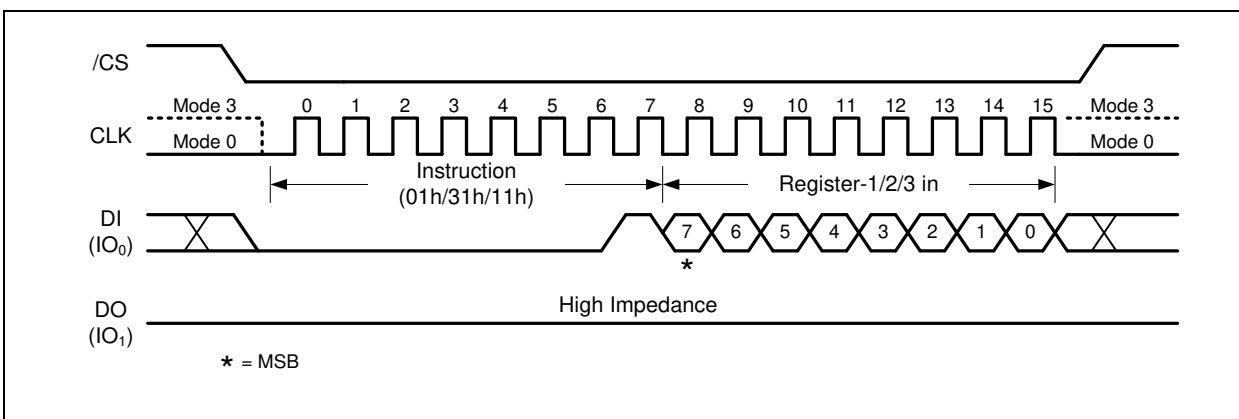 /CS
Mode 3 0 1 2 3 4 5 6 7 8 9 10 11 12 13 14 15 Mode 3
CLK
Mode 0 Mode 0
Instruction
(01h/31h/11h)
Register-1/2/3 in
DI
(IO₀)
7 6 5 4 3 2 1 0
*
High Impedance
DO
(IO₁)
* = MSB